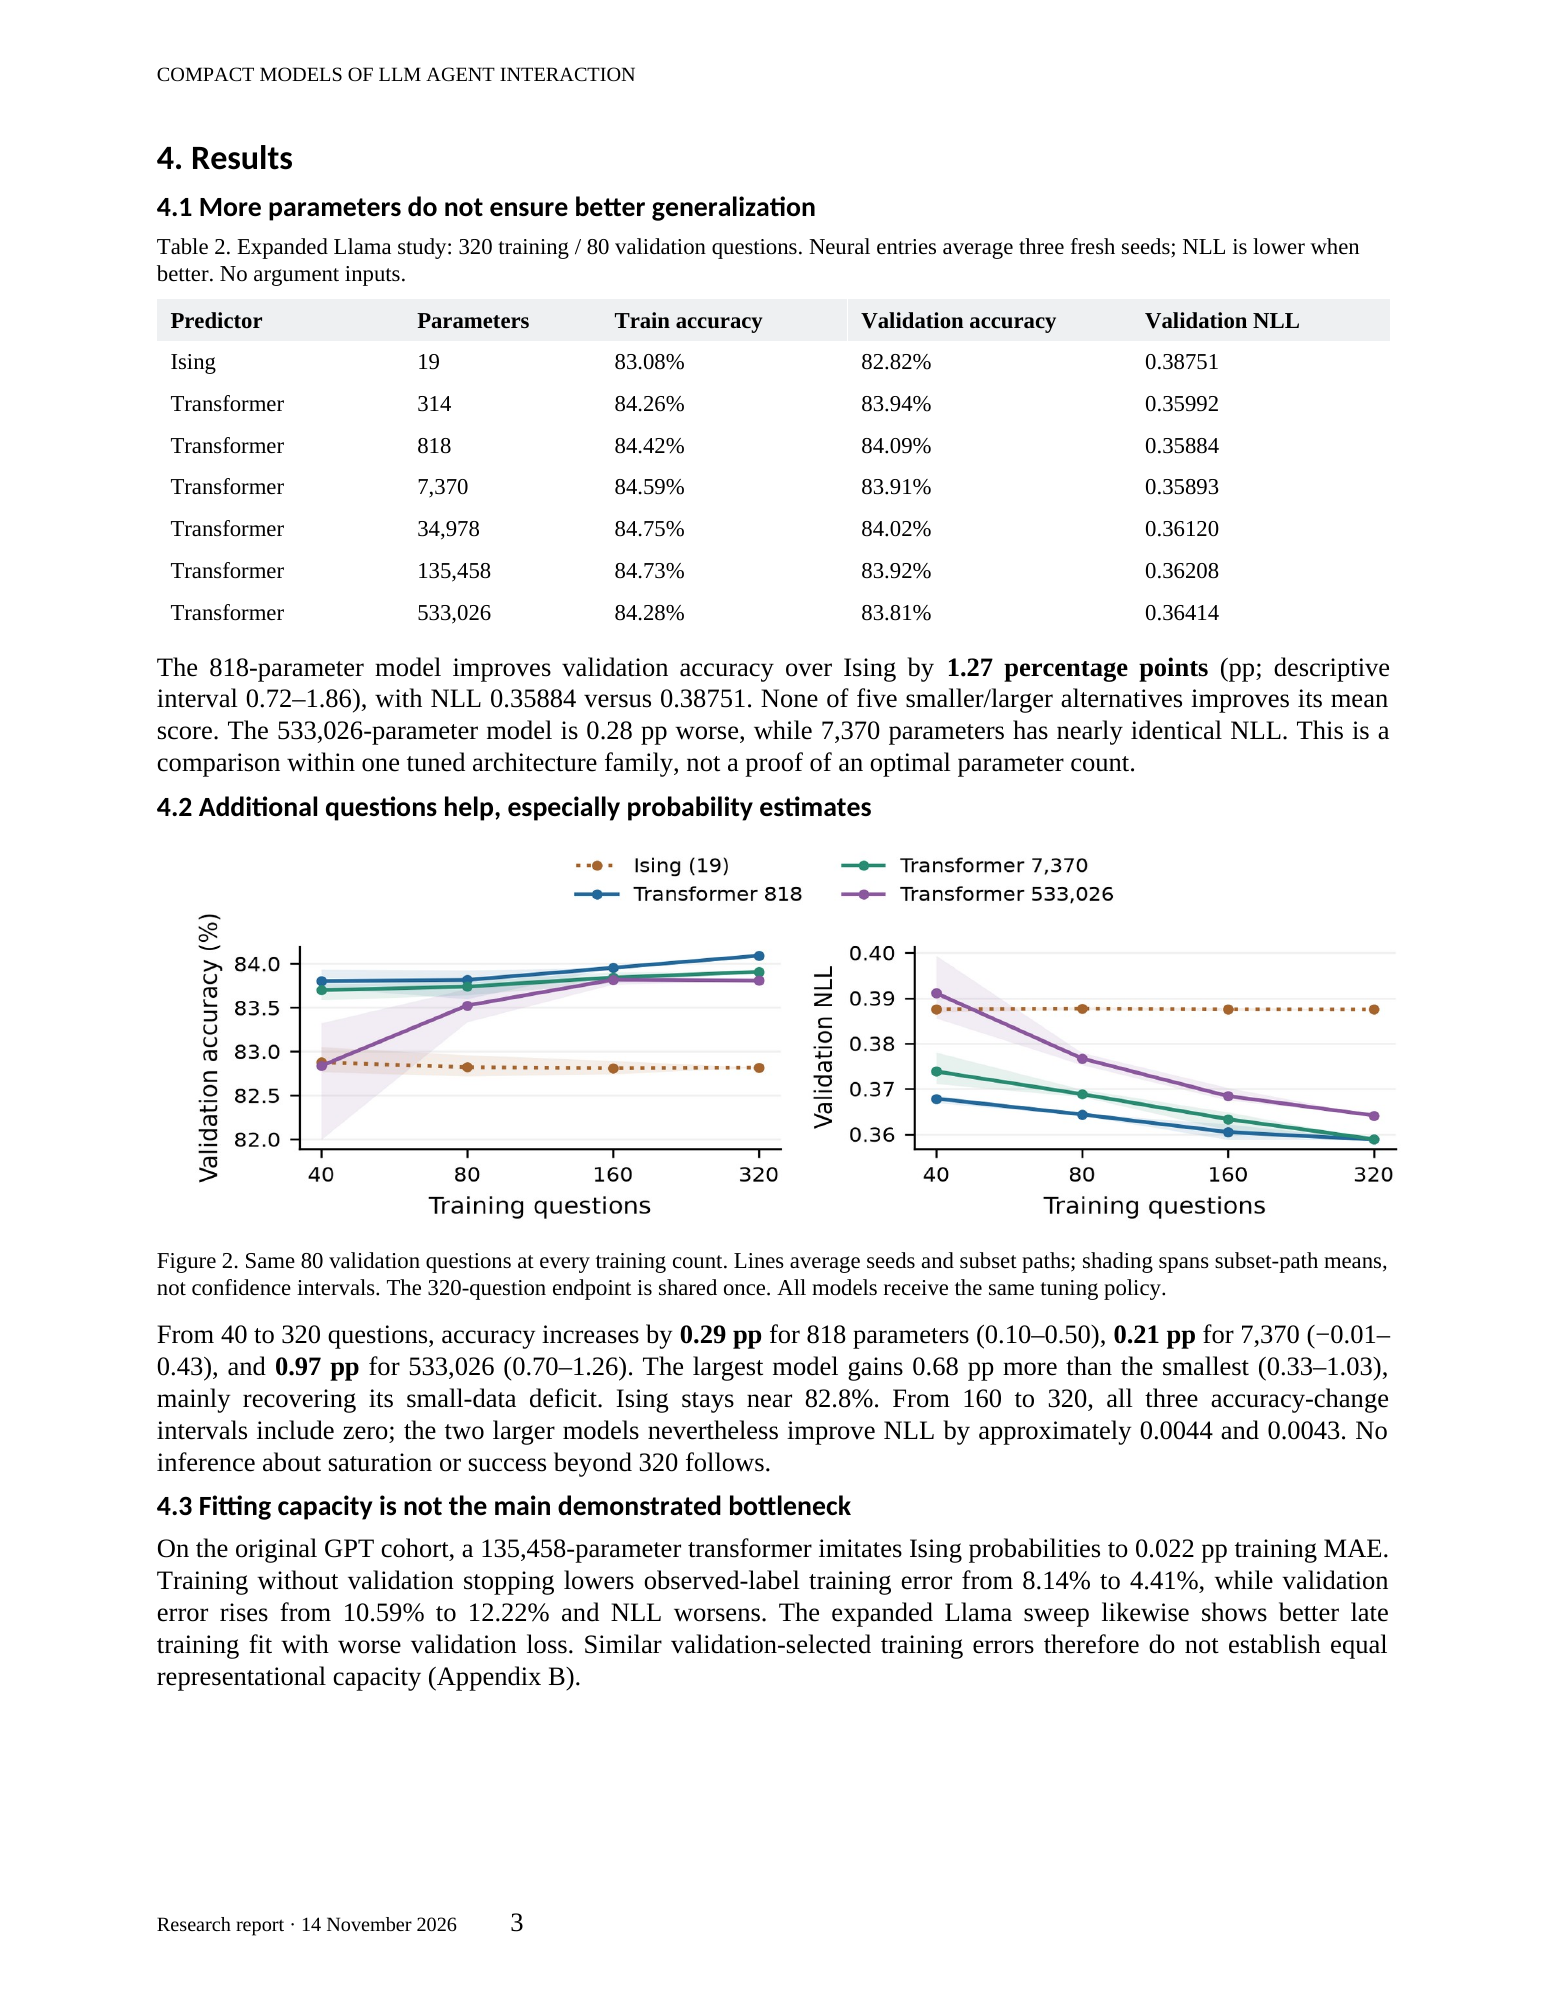 COMPACT MODELS OF LLM AGENT INTERACTION
4. Results
4.1 More parameters do not ensure better generalization
Table 2. Expanded Llama study: 320 training / 80 validation questions. Neural entries average three fresh seeds; NLL is lower when
better. No argument inputs.
Predictor Parameters Train accuracy Validation accuracy Validation NLL
Ising 19 83.08% 82.82% 0.38751
Transformer 314 84.26% 83.94% 0.35992
Transformer 818 84.42% 84.09% 0.35884
Transformer 7,370 84.59% 83.91% 0.35893
Transformer 34,978 84.75% 84.02% 0.36120
Transformer 135,458 84.73% 83.92% 0.36208
Transformer 533,026 84.28% 83.81% 0.36414
The 818-parameter model improves validation accuracy over Ising by 1.27 percentage points (pp; descriptive
interval 0.72–1.86), with NLL 0.35884 versus 0.38751. None of five smaller/larger alternatives improves its mean
score. The 533,026-parameter model is 0.28 pp worse, while 7,370 parameters has nearly identical NLL. This is a
comparison within one tuned architecture family, not a proof of an optimal parameter count.
4.2 Additional questions help, especially probability estimates
Ising (19) Transformer 7,370
Transformer 818 Transformer 533,026
Validation accuracy (%)
84.0
83.5
83.0
82.5
82.0
40 80 160 320
Training questions
Validation NLL
0.40
0.39
0.38
0.37
0.36
40 80 160 320
Training questions
Figure 2. Same 80 validation questions at every training count. Lines average seeds and subset paths; shading spans subset-path means,
not confidence intervals. The 320-question endpoint is shared once. All models receive the same tuning policy.
From 40 to 320 questions, accuracy increases by 0.29 pp for 818 parameters (0.10–0.50), 0.21 pp for 7,370 (−0.01–
0.43), and 0.97 pp for 533,026 (0.70–1.26). The largest model gains 0.68 pp more than the smallest (0.33–1.03),
mainly recovering its small-data deficit. Ising stays near 82.8%. From 160 to 320, all three accuracy-change
intervals include zero; the two larger models nevertheless improve NLL by approximately 0.0044 and 0.0043. No
inference about saturation or success beyond 320 follows.
4.3 Fitting capacity is not the main demonstrated bottleneck
On the original GPT cohort, a 135,458-parameter transformer imitates Ising probabilities to 0.022 pp training MAE.
Training without validation stopping lowers observed-label training error from 8.14% to 4.41%, while validation
error rises from 10.59% to 12.22% and NLL worsens. The expanded Llama sweep likewise shows better late
training fit with worse validation loss. Similar validation-selected training errors therefore do not establish equal
representational capacity (Appendix B).
Research report · 14 November 2026 3